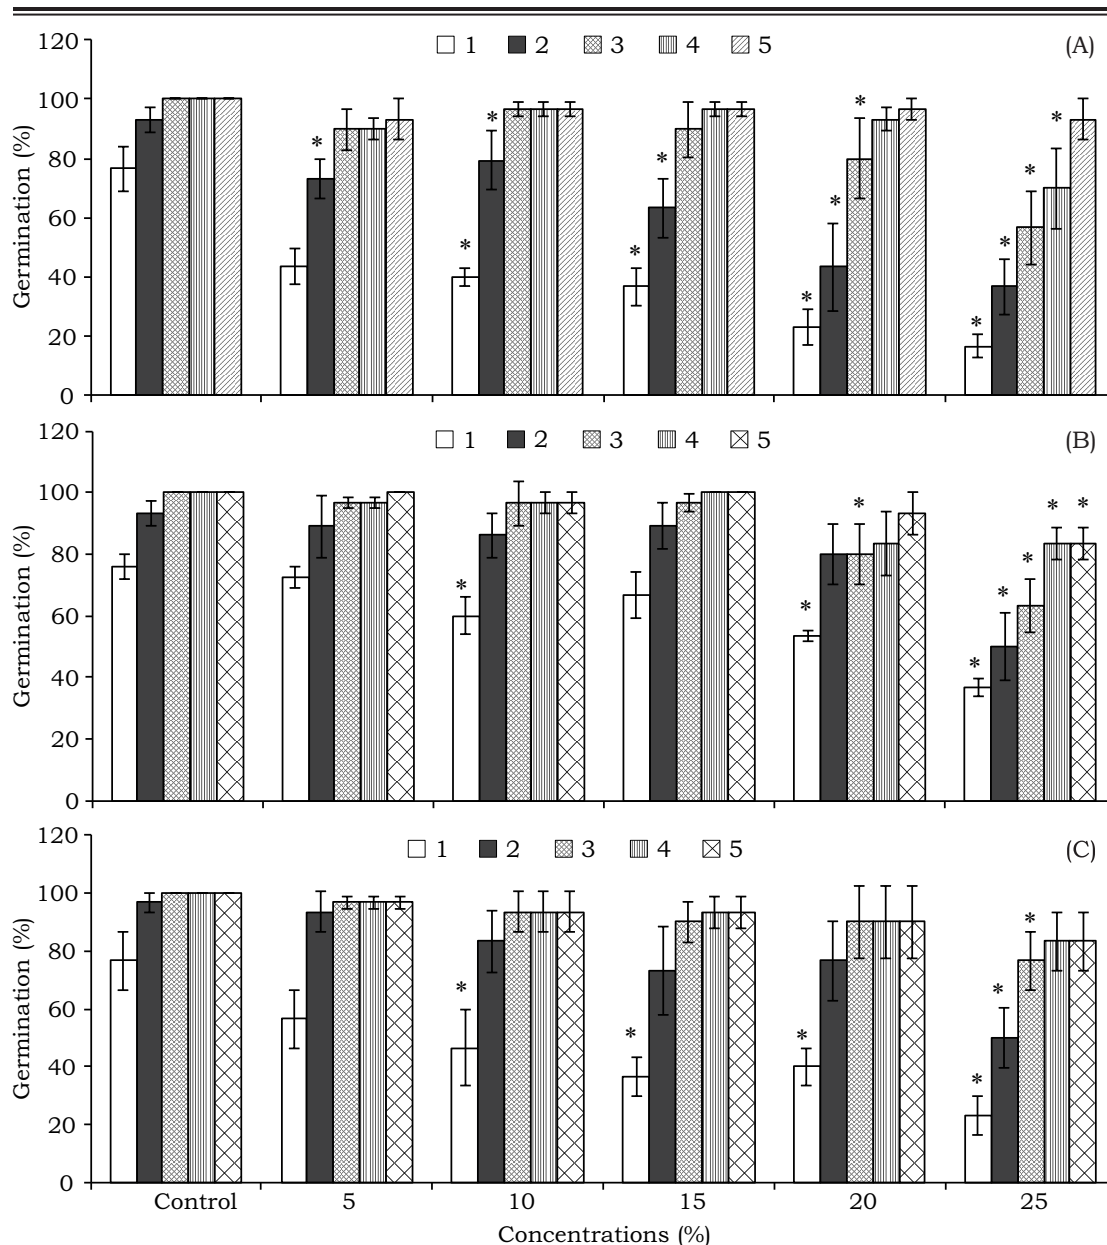 1 2 3 4 5 (A)
Germination (%)
120
100
80
60
40
20
0
* * * * * * * * * * * * *
1 2 3 4 5 (B)
Germination (%)
120
100
80
60
40
20
0
* * * * * * * *
1 2 3 4 5 (C)
Germination (%)
120
100
80
60
40
20
0
* * * * * *
Control 5 10 15 20 25
Concentrations (%)